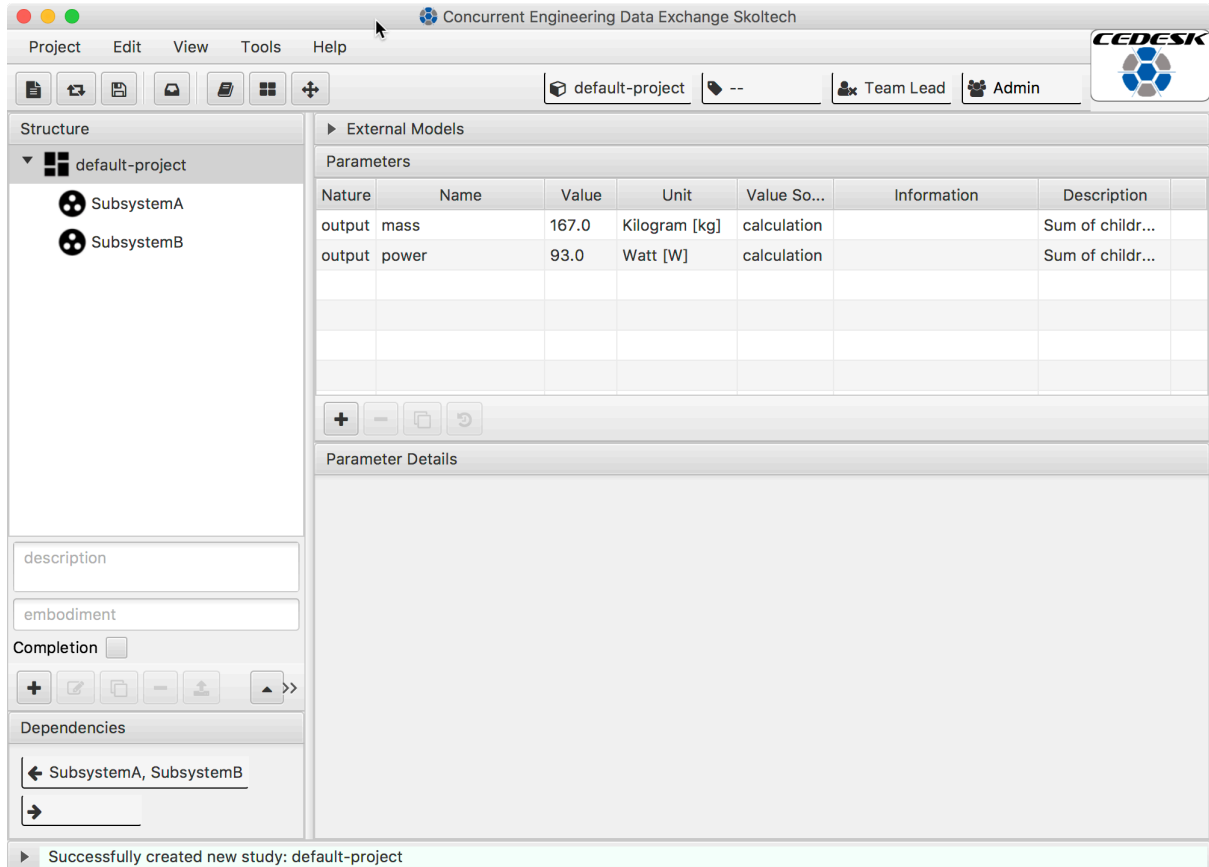 Concurrent Engineering Data Exchange Skoltech
Project Edit View Tools Help
CEDESK
default-project -- Team Lead Admin
Structure
default-project
SubsystemA
SubsystemB
External Models
Parameters
Nature Name Value Unit Value So... Information Description
output mass 167.0 Kilogram [kg] calculation Sum of childr...
output power 93.0 Watt [W] calculation Sum of childr...
Parameter Details
description
embodiment
Completion
Dependencies
SubsystemA, SubsystemB
Successfully created new study: default-project